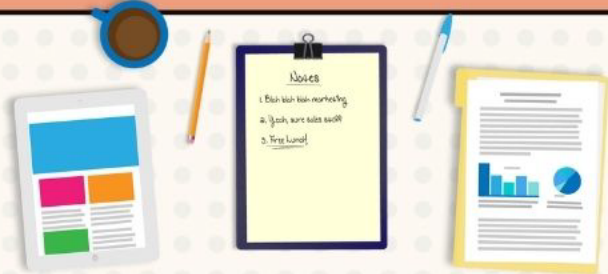 Notes
1. Blah blah blah marketing
2. Yeah, sure sales stuff
3. Free Lunch!